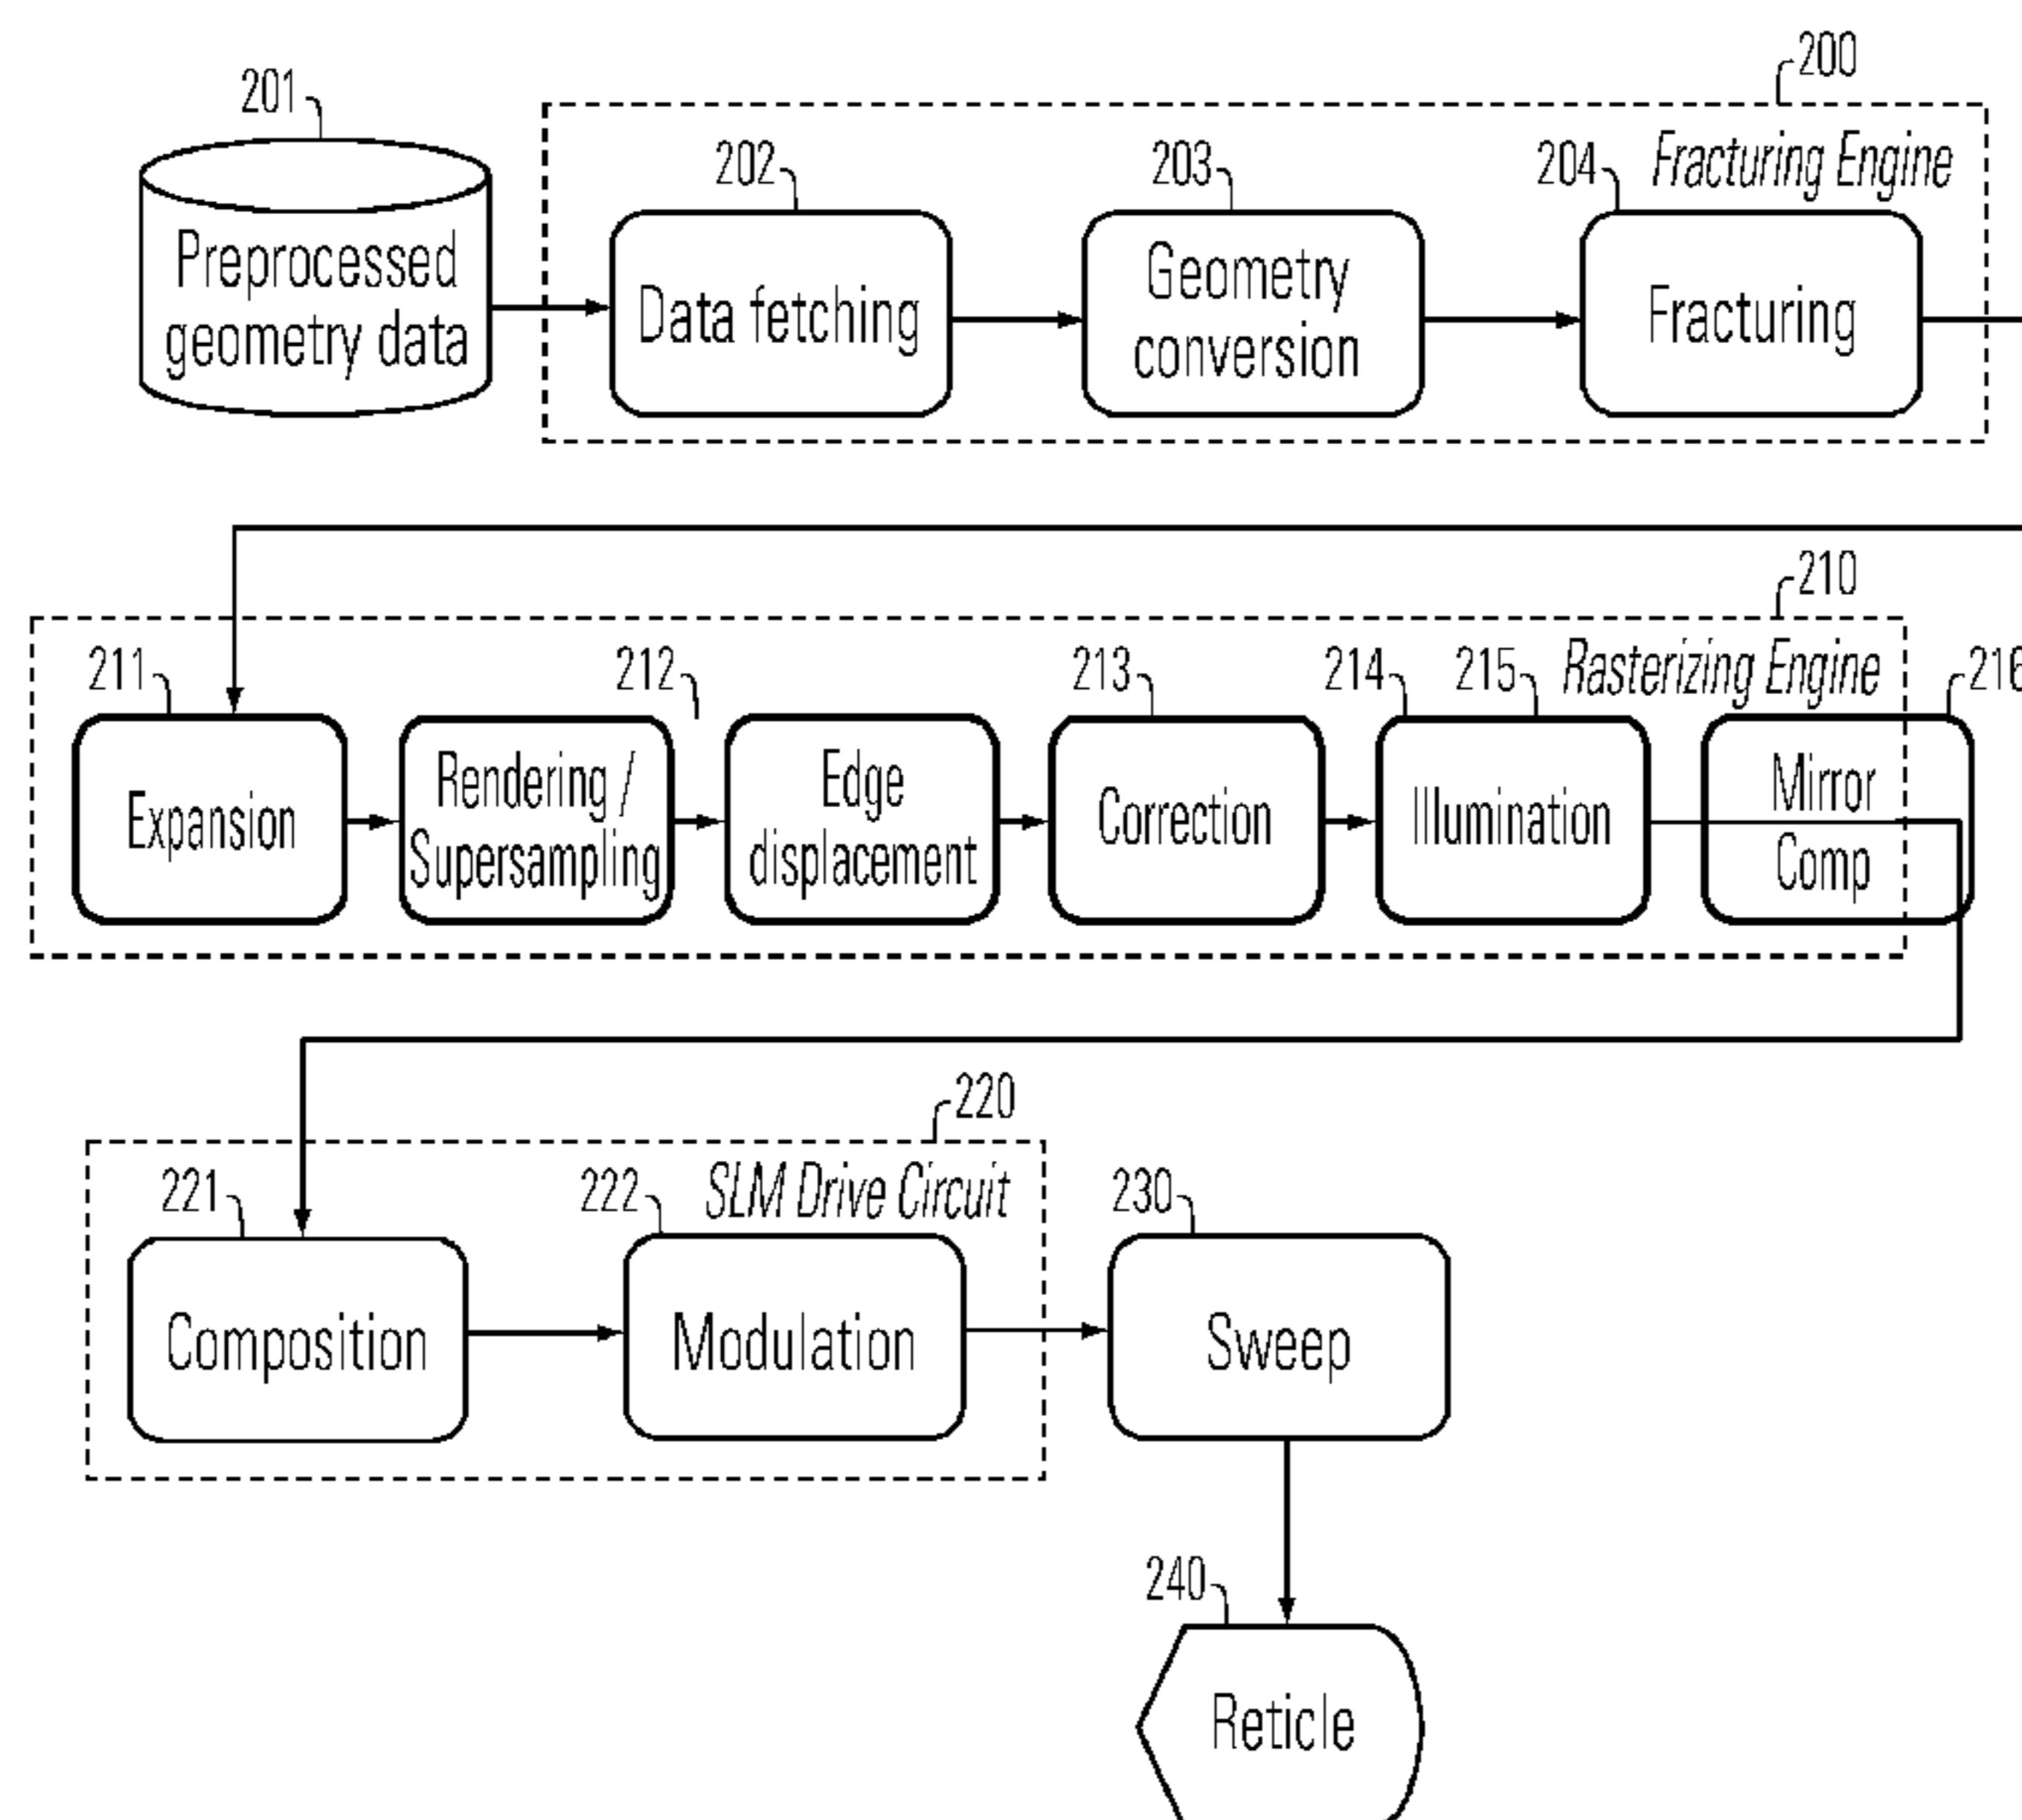 200
201
Fracturing Engine
202
203
204
Preprocessed
geometry data
Data fetching
Geometry
conversion
Fracturing
210
Rasterizing Engine
211
212
213
214
215
216
Expansion
Rendering /
Supersampling
Edge
displacement
Correction
Illumination
Mirror
Comp
220
SLM Drive Circuit
221
222
230
Composition
Modulation
Sweep
240
Reticle